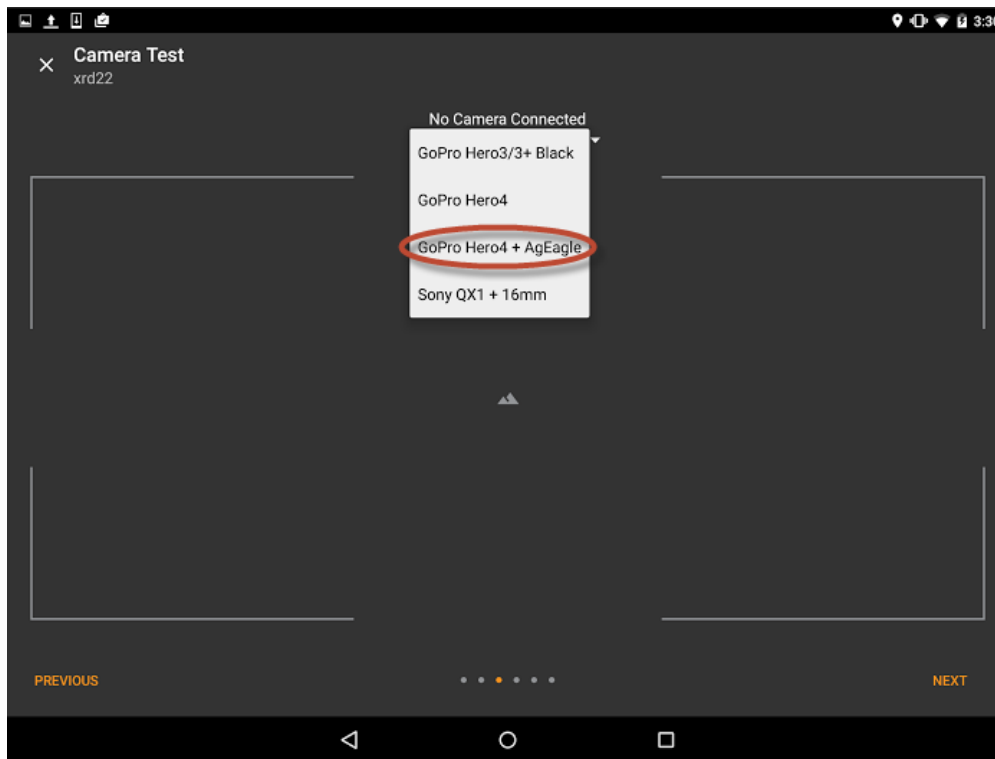 3:30
Camera Test
xrd22
No Camera Connected
GoPro Hero3/3+ Black
GoPro Hero4
GoPro Hero4 + AgEagle
Sony QX1 + 16mm
PREVIOUS
NEXT